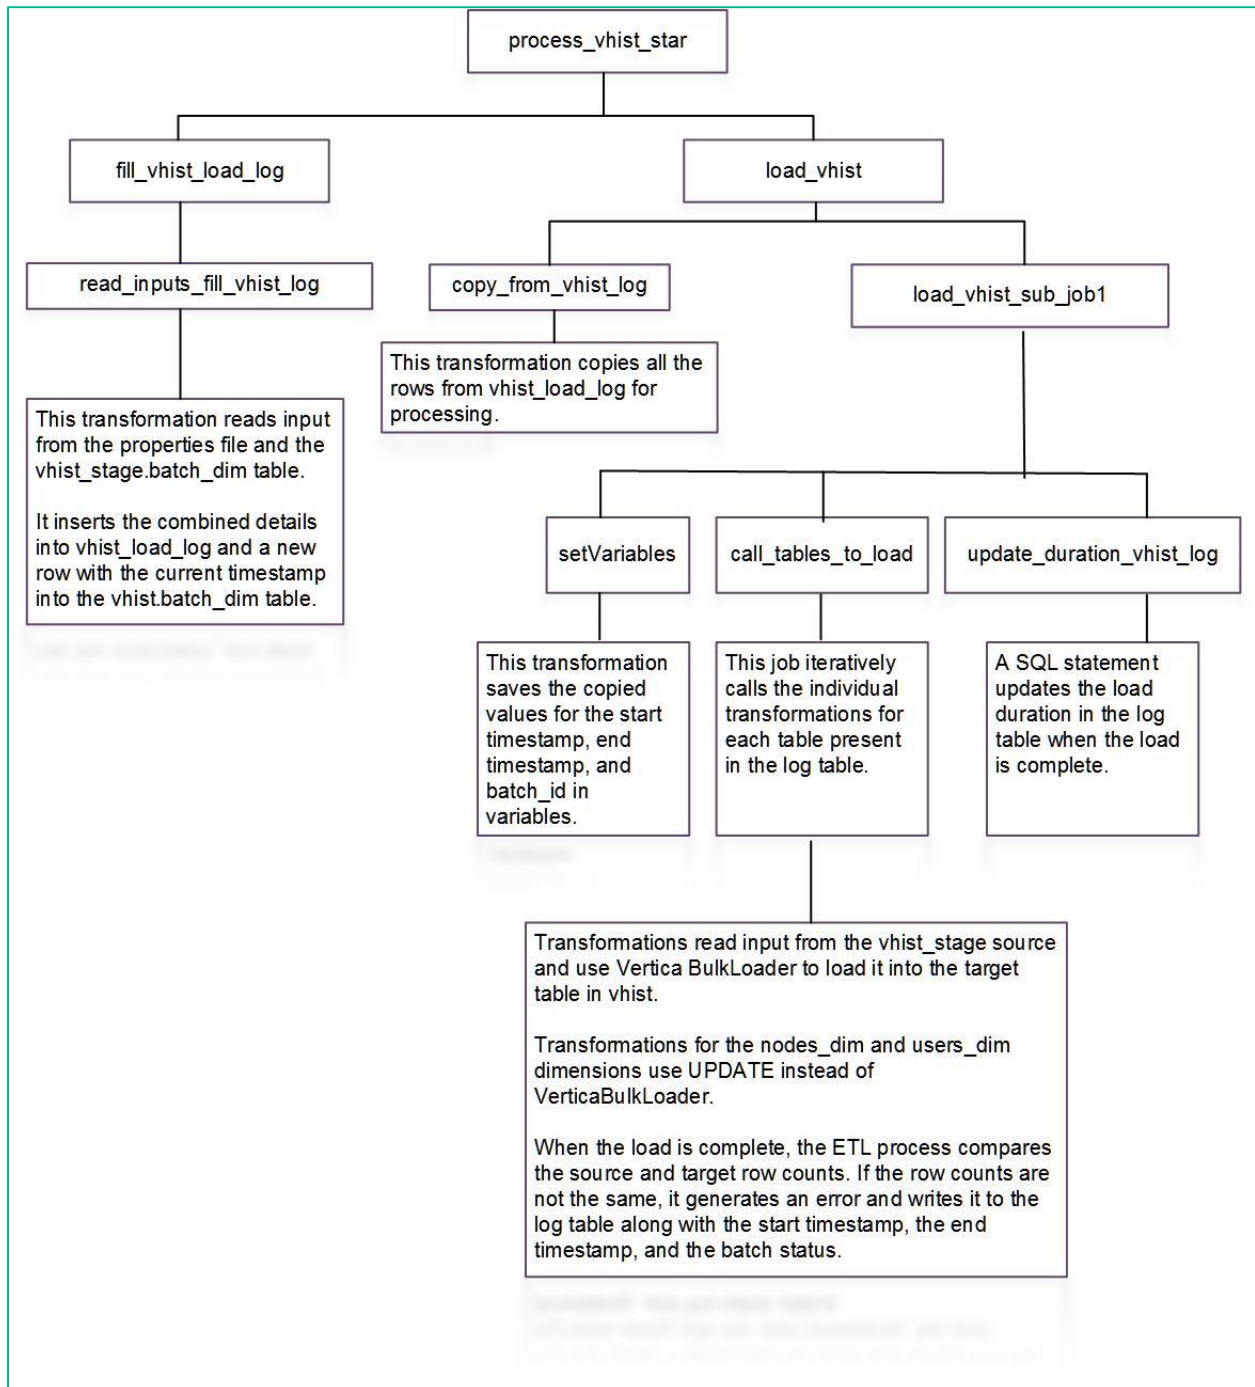 process_vhist_star
fill_vhist_load_log
load_vhist
read_inputs_fill_vhist_log
copy_from_vhist_log
load_vhist_sub_job1
This transformation copies all the
rows from vhist_load_log for
processing.
This transformation reads input
from the properties file and the
vhist_stage.batch_dim table.
It inserts the combined details
into vhist_load_log and a new
row with the current timestamp
into the vhist.batch_dim table.
setVariables
call_tables_to_load
update_duration_vhist_log
This transformation
saves the copied
values for the start
timestamp, end
timestamp, and
batch_id in
variables.
This job iteratively
calls the individual
transformations for
each table present
in the log table.
A SQL statement
updates the load
duration in the log
table when the load
is complete.
Transformations read input from the vhist_stage source
and use Vertica BulkLoader to load it into the target
table in vhist.
Transformations for the nodes_dim and users_dim
dimensions use UPDATE instead of
VerticaBulkLoader.
When the load is complete, the ETL process compares
the source and target row counts. If the row counts are
not the same, it generates an error and writes it to the
log table along with the start timestamp, the end
timestamp, and the batch status.